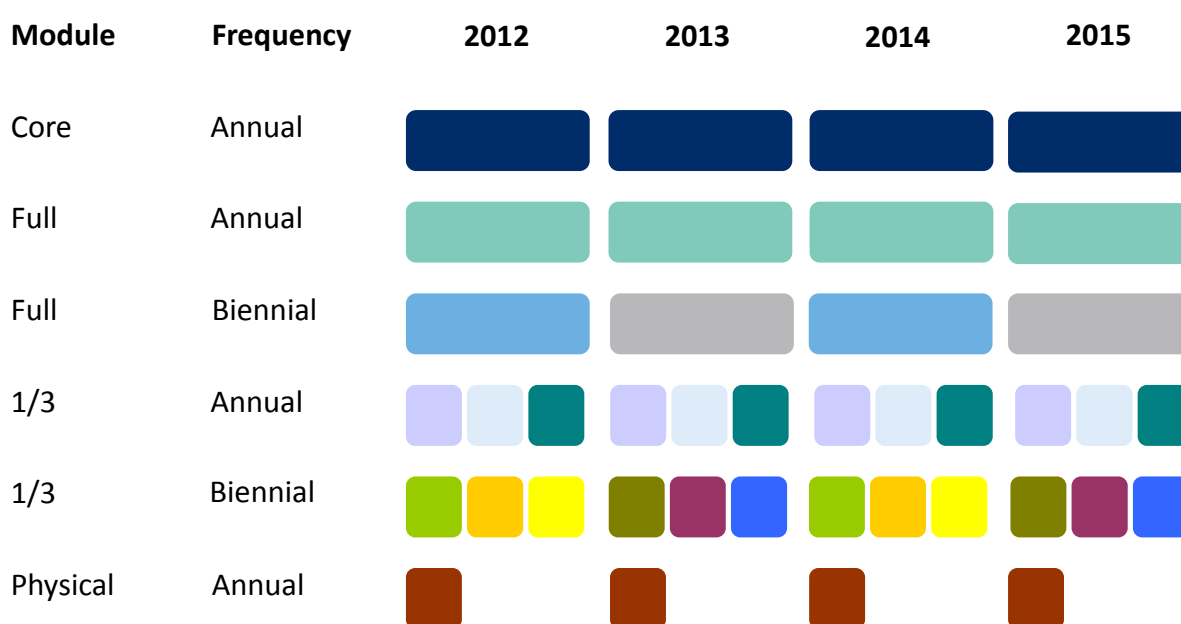 Module Frequency 2012 2013 2014 2015
Core Annual
Full Annual
Full Biennial
1/3 Annual
1/3 Biennial
Physical Annual